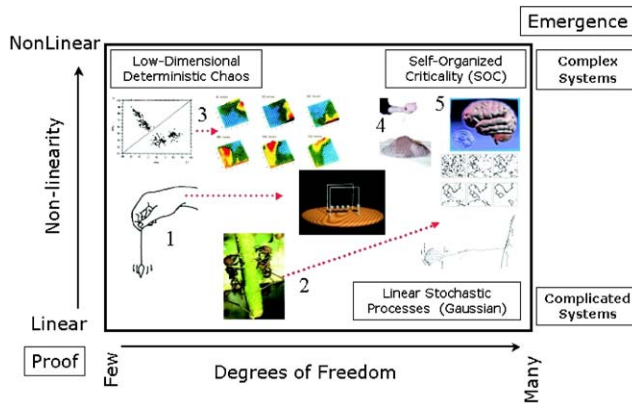 Emergence
NonLinear
Low-Dimensional
Deterministic Chaos
Self-Organized
Criticality (SOC)
Complex
Systems
3
4
5
Non-linearity
1
2
Linear Stochastic
Processes (Gaussian)
Complicated
Systems
Linear
Proof
Few
Degrees of Freedom
Many